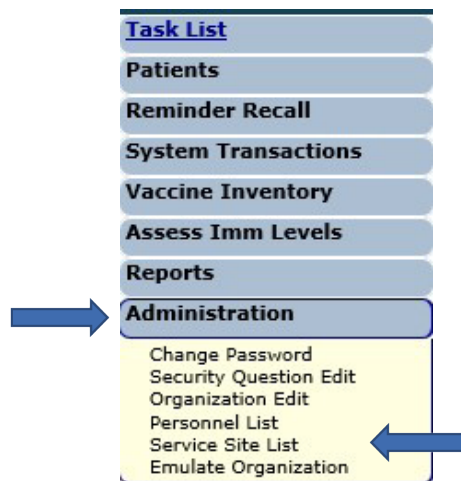 Task List
Patients
Reminder Recall
System Transactions
Vaccine Inventory
Assess Imm Levels
Reports
Administration
Change Password
Security Question Edit
Organization Edit
Personnel List
Service Site List
Emulate Organization